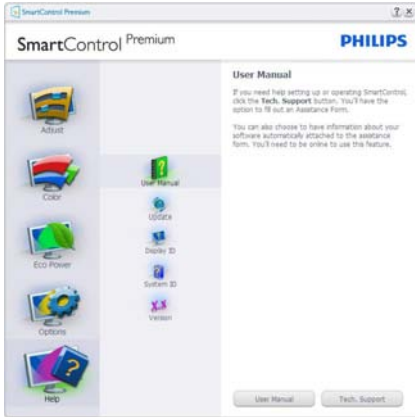 SmartControl Premium
SmartControl Premium
PHILIPS
Adjust
Color
Eco Power
Options
Help
User Manual
Update
Display ID
System ID
Version
User Manual
If you need help setting up or operating SmartControl,
click the Tech. Support button. You'll have the
option to fill out an Assistance Form.
You can also choose to have information about your
software automatically attached to the assistance
form. You'll need to be online to use this feature.
User Manual
Tech. Support